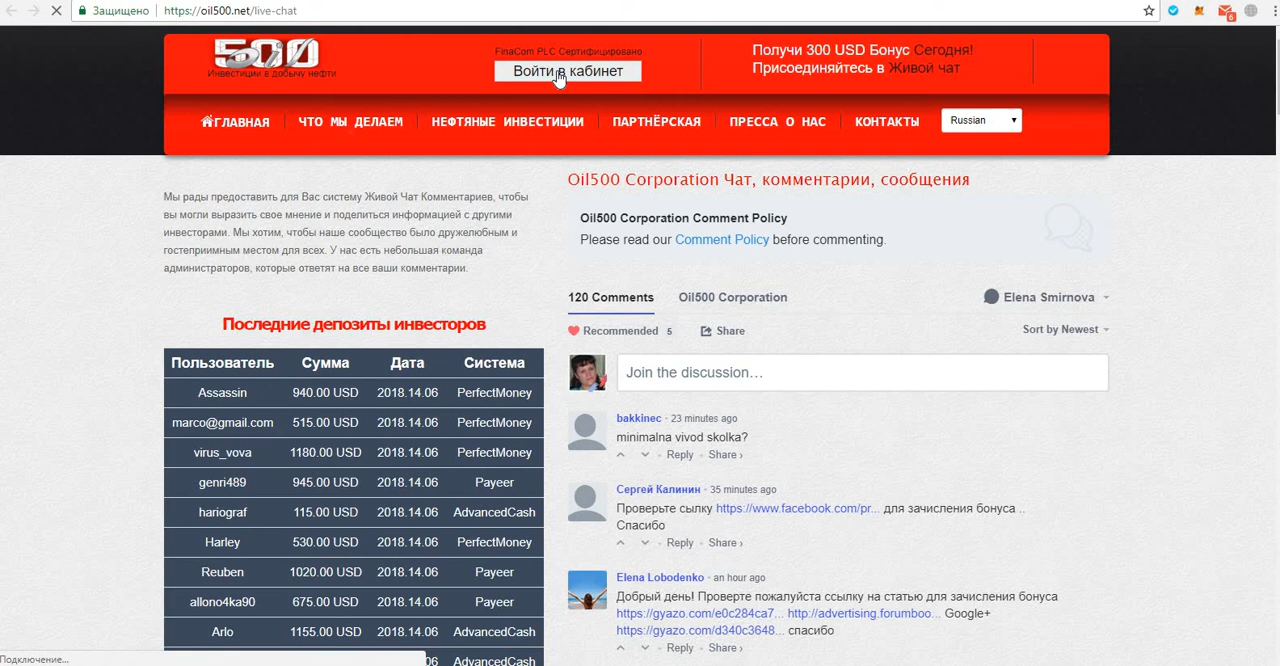 Защищено https://oil500.net/live-chat
6
500
Инвестиции в добычу нефти
FinaCom PLC Сертифицировано
Войти в кабинет
Получи 300 USD Бонус Сегодня!
Присоединяйтесь в Живой чат
ГЛАВНАЯ ЧТО МЫ ДЕЛАЕМ НЕФТЯНЫЕ ИНВЕСТИЦИИ ПАРТНЁРСКАЯ ПРЕССА О НАС КОНТАКТЫ Russian
Мы рады предоставить для Вас систему Живой Чат Комментариев, чтобы
вы могли выразить свое мнение и поделиться информацией с другими
инвесторами. Мы хотим, чтобы наше сообщество было дружелюбным и
гостеприимным местом для всех. У нас есть небольшая команда
администраторов, которые ответят на все ваши комментарии.
Последние депозиты инвесторов
Пользователь Сумма Дата Система
Assassin 940.00 USD 2018.14.06 PerfectMoney
marco@gmail.com 515.00 USD 2018.14.06 PerfectMoney
virus_vova 1180.00 USD 2018.14.06 PerfectMoney
genri489 945.00 USD 2018.14.06 Payeer
hariograf 115.00 USD 2018.14.06 AdvancedCash
Harley 530.00 USD 2018.14.06 PerfectMoney
Reuben 1020.00 USD 2018.14.06 Payeer
allono4ka90 675.00 USD 2018.14.06 Payeer
Arlo 1155.00 USD 2018.14.06 AdvancedCash
06 AdvancedCash
Oil500 Corporation Чат, комментарии, сообщения
Oil500 Corporation Comment Policy
Please read our Comment Policy before commenting.
120 Comments Oil500 Corporation Elena Smirnova
Recommended 5 Share Sort by Newest
Join the discussion…
bakkinec · 23 minutes ago
minimalna vivod skolka?
Reply Share ›
Сергей Калинин · 35 minutes ago
Проверьте сылку https://www.facebook.com/pr... для зачисления бонуса...
Спасибо
Reply Share ›
Elena Lobodenko · an hour ago
Добрый день! Проверте пожалуйста ссылку на статью для зачисления бонуса
https://gyazo.com/e0c284ca7... http://advertising.forumboo... Google+
https://gyazo.com/d340c3648... спасибо
Reply Share ›
Подключение...